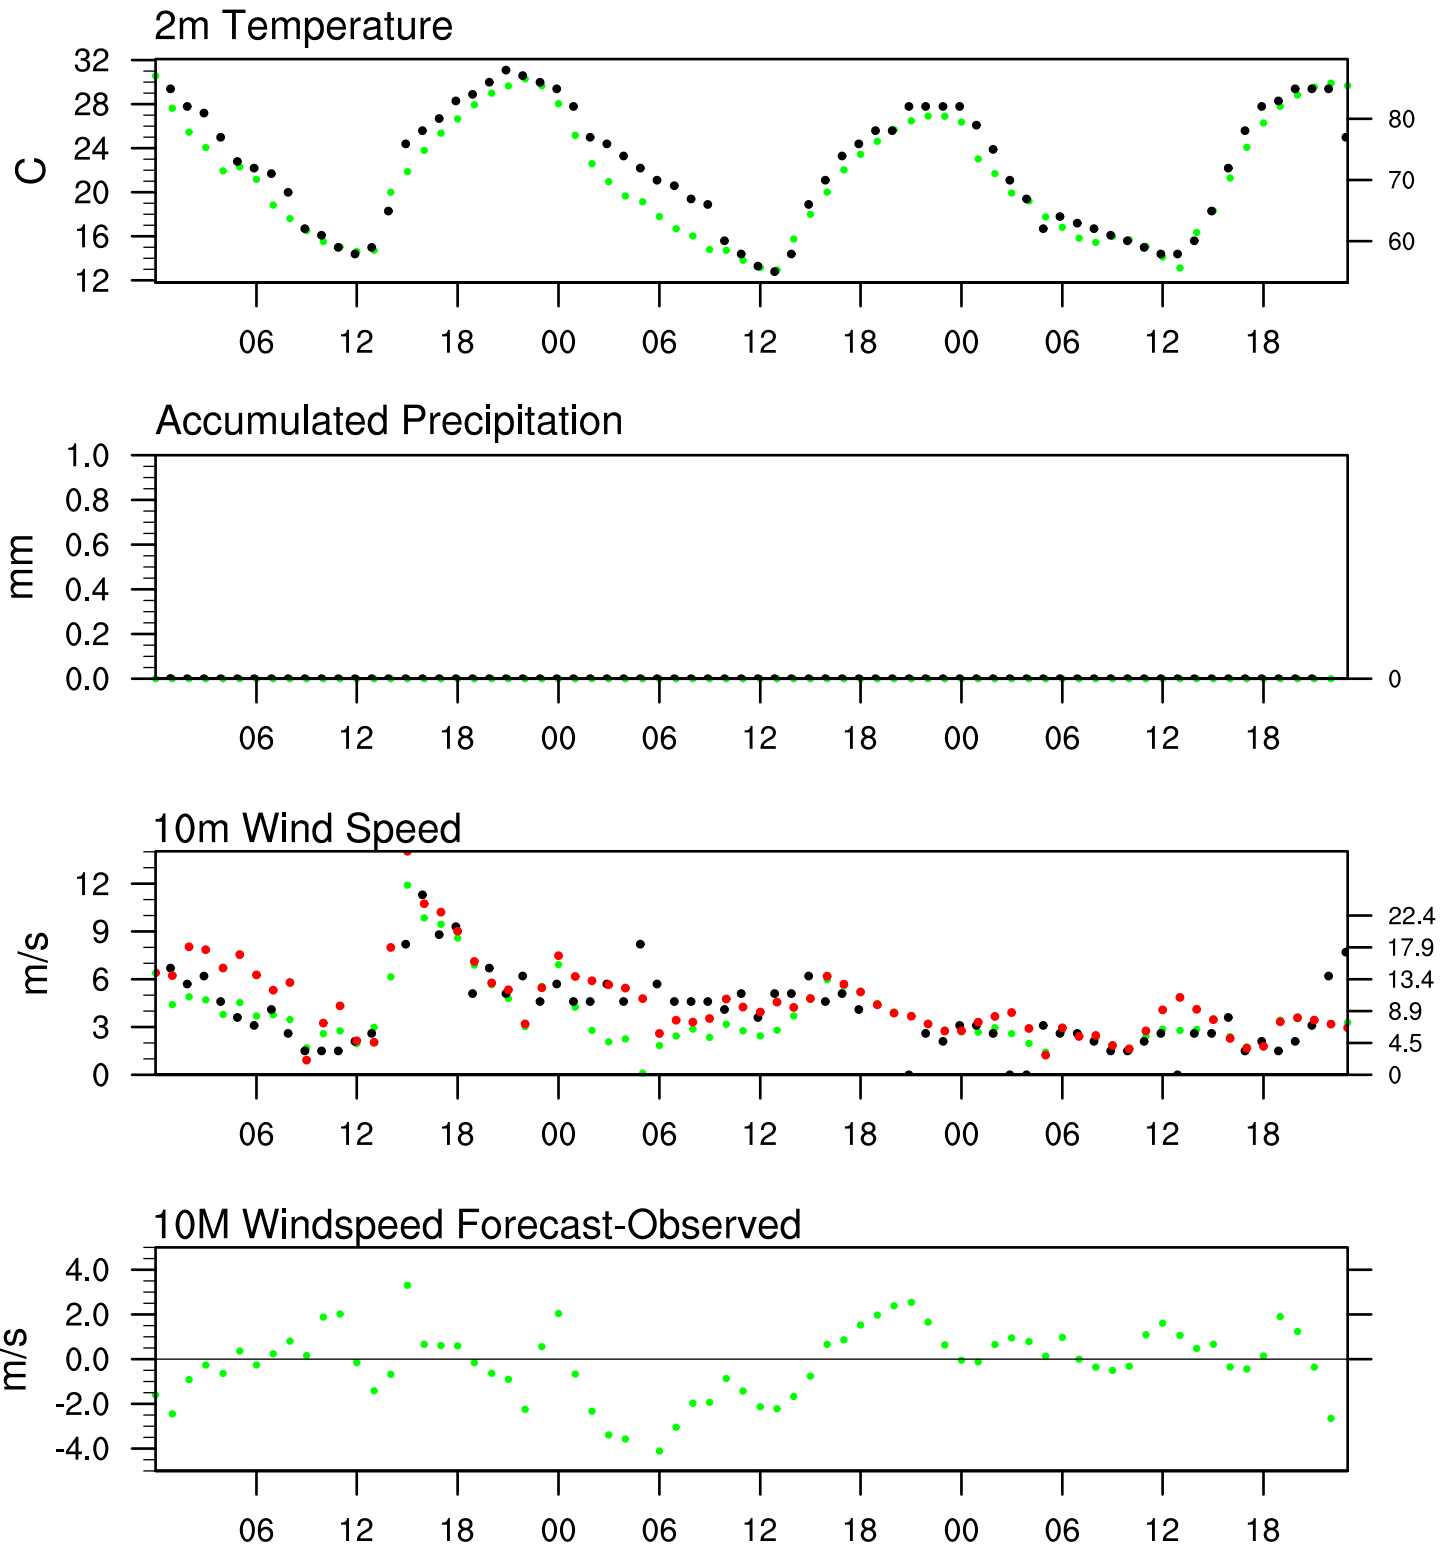 2m Temperature
32
28
24
20
16
12
C
80
70
60
06 12 18 00 06 12 18 00 06 12 18
Accumulated Precipitation
1.0
0.8
0.6
0.4
0.2
0.0
mm
0
06 12 18 00 06 12 18 00 06 12 18
10m Wind Speed
12
9
6
3
0
m/s
22.4
17.9
13.4
8.9
4.5
0
06 12 18 00 06 12 18 00 06 12 18
10M Windspeed Forecast-Observed
4.0
2.0
0.0
-2.0
-4.0
m/s
06 12 18 00 06 12 18 00 06 12 18